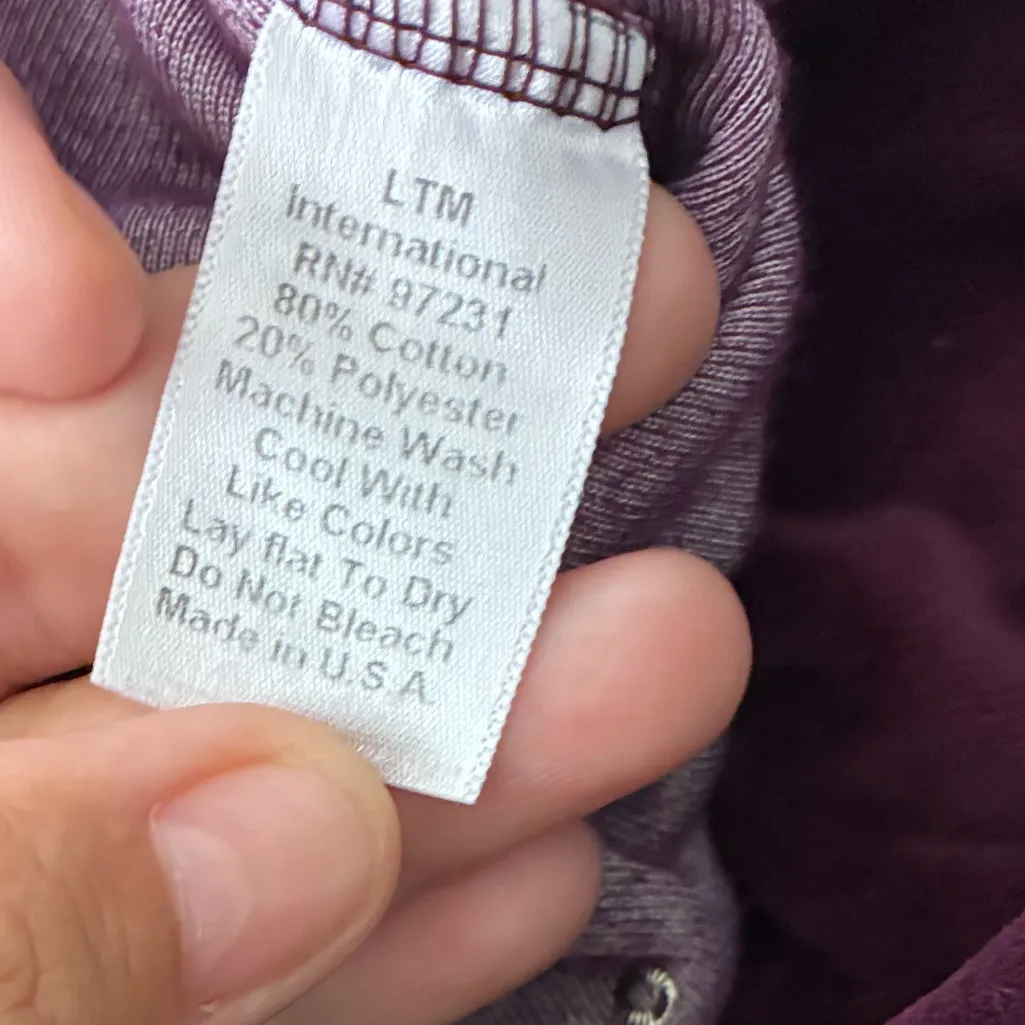 LTM
International
RN# 97231
80% Cotton
20% Polyester
Machine Wash
Cool With
Like Colors
Lay flat To Dry
Do Not Bleach
Made in U.S.A.